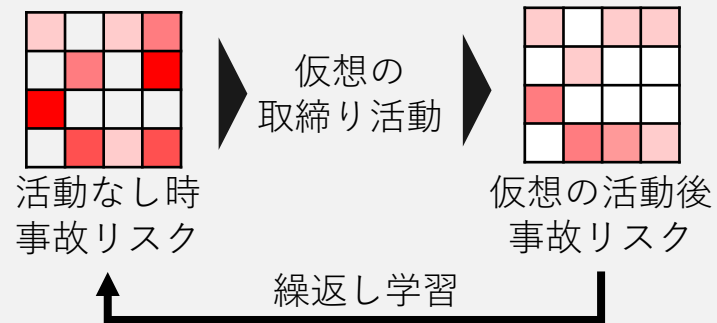 仮想の
取締り活動
活動なし時
事故リスク
仮想の活動後
事故リスク
繰返し学習